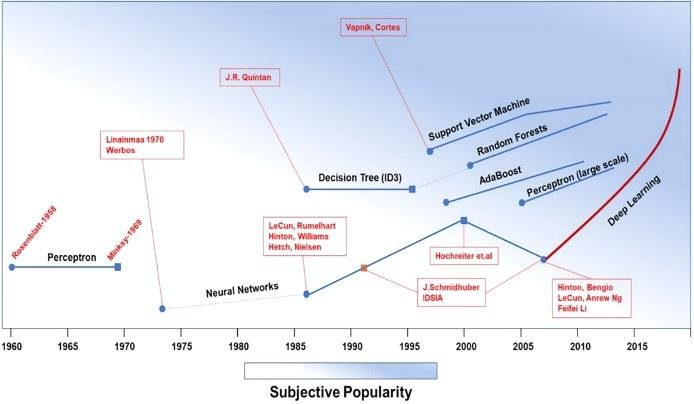 Vapnik, Cortes
J.R. Quintan
Support Vector Machine
Linainmaa 1970
Werbos
Random Forests
Decision Tree (ID3)
AdaBoost
Perceptron (large scale)
Rosenblatt-1958
Minksy-1969
LeCun, Rumelhart
Hinton, Williams
Hetch, Nielsen
Deep Learning
Perceptron
Hochreiter et.al
Neural Networks
J.Schmidhuber
IDSIA
Hinton, Bengio
LeCun, Anrew Ng
Feifei Li
1960 1965 1970 1975 1980 1985 1990 1995 2000 2005 2010 2015
Subjective Popularity